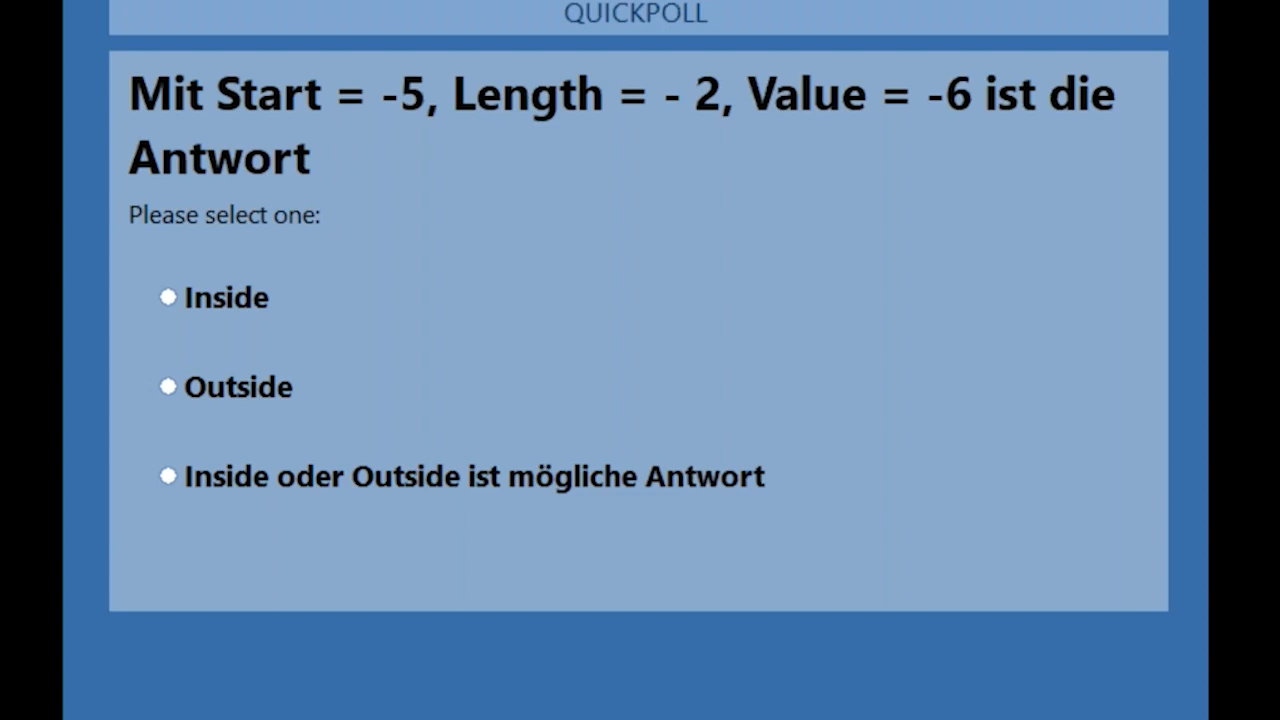 QUICKPOLL
Mit Start = -5, Length = - 2, Value = -6 ist die
Antwort
Please select one:
Inside
Outside
Inside oder Outside ist mögliche Antwort